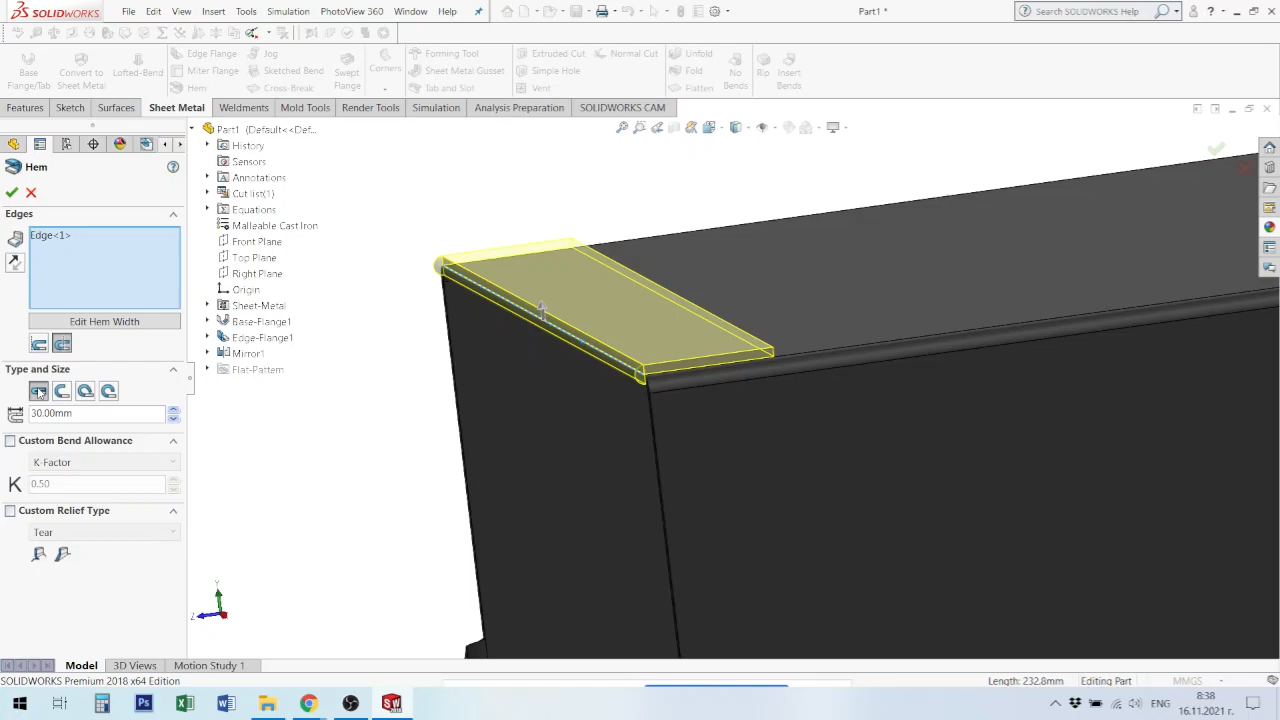 SOLIDWORKS
File Edit View Insert Tools Simulation PhotoView 360 Window Help
Part1 *
Search SOLIDWORKS Help
Base Flange/Tab
Convert to Sheet Metal
Lofted-Bend
Edge Flange
Miter Flange
Hem
Jog
Sketched Bend
Cross-Break
Swept Flange
Corners
Forming Tool
Sheet Metal Gusset
Tab and Slot
Extruded Cut
Simple Hole
Vent
Normal Cut
Unfold
Fold
Flatten
No Bends
Rip
Insert Bends
Features Sketch Surfaces Sheet Metal Weldments Mold Tools Render Tools Simulation Analysis Preparation SOLIDWORKS CAM
Hem
Edges
Edge<1>
Edit Hem Width
Type and Size
30.00mm
Custom Bend Allowance
K-Factor
K 0.50
Custom Relief Type
Tear
Part1 (Default<<Def...
History
Sensors
Annotations
Cut list(1)
Equations
Malleable Cast Iron
Front Plane
Top Plane
Right Plane
Origin
Sheet-Metal
Base-Flange1
Edge-Flange1
Mirror1
Flat-Pattern
Y
Z
Model 3D Views Motion Study 1
SOLIDWORKS Premium 2018 x64 Edition
Length: 232.8mm Editing Part MMGS
ENG
8:38
16.11.2021 г.